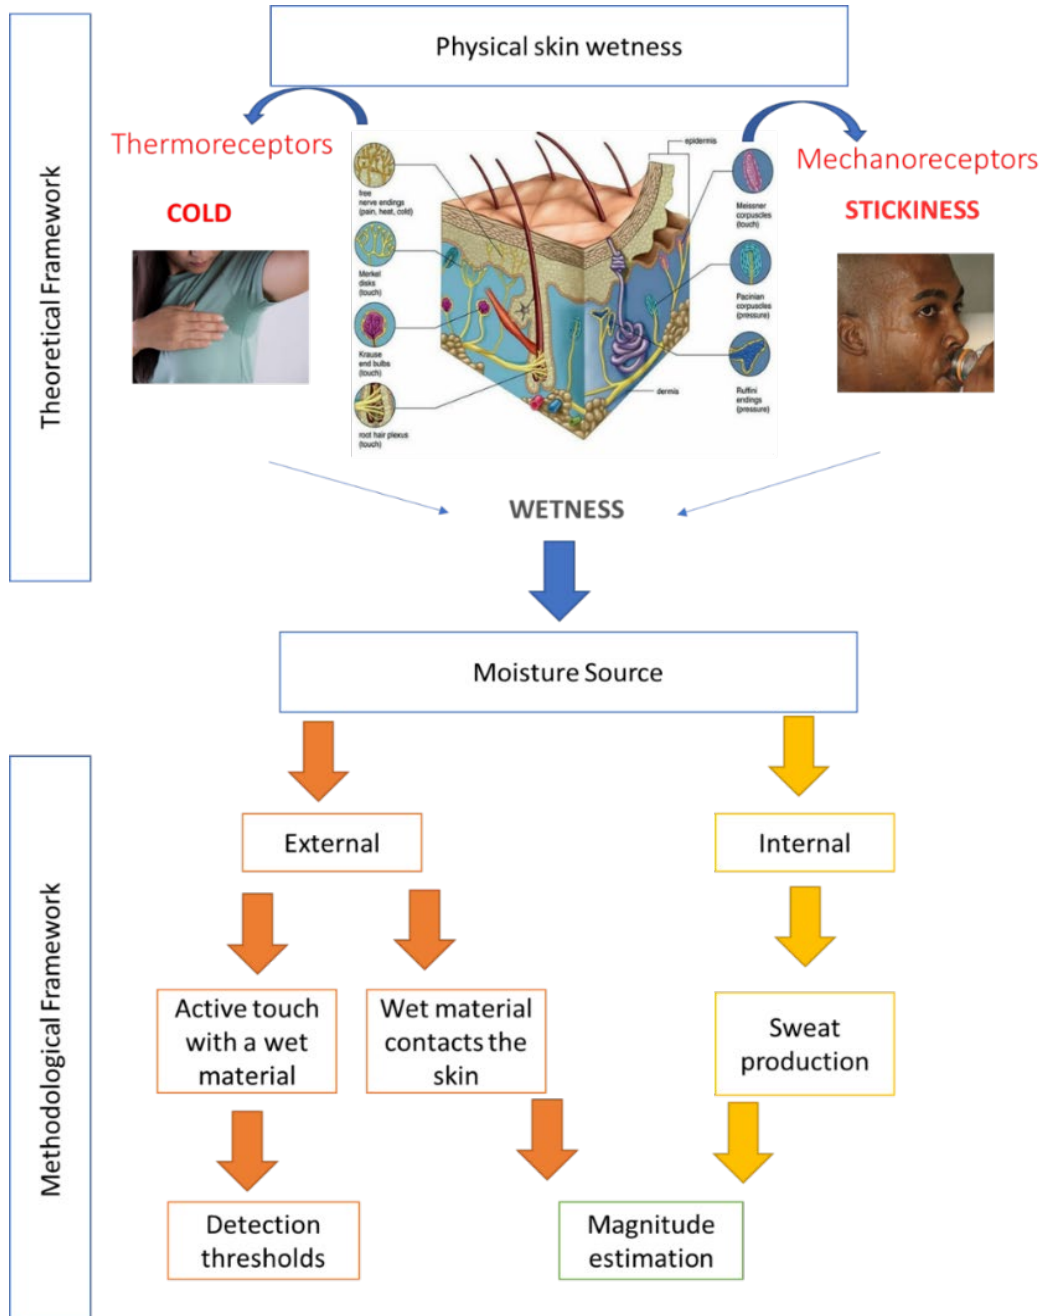 Physical skin wetness
Theoretical Framework
Thermoreceptors
COLD
free
nerve endings
(pain, heat, cold)
Merkel
disks
(touch)
Krause
end bulbs
(touch)
root hair plexus
(touch)
epidermis
dermis
Meissner
corpuscles
(touch)
Pacinian
corpuscles
(pressure)
Ruffini
endings
(pressure)
Mechanoreceptors
STICKINESS
WETNESS
Moisture Source
Methodological Framework
External
Internal
Active touch
with a wet
material
Wet material
contacts the
skin
Sweat
production
Detection
thresholds
Magnitude
estimation